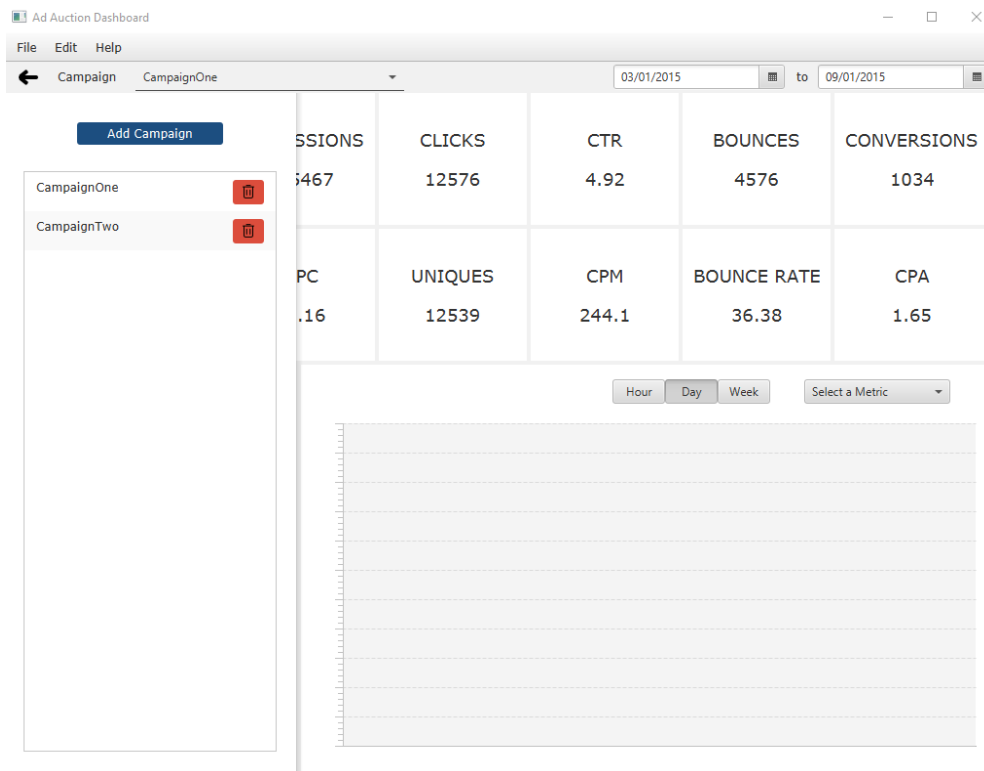 Ad Auction Dashboard
File Edit Help
Campaign CampaignOne 03/01/2015 to 09/01/2015
Add Campaign
CampaignOne
CampaignTwo
SSIONS CLICKS CTR BOUNCES CONVERSIONS
5467 12576 4.92 4576 1034
PC UNIQUES CPM BOUNCE RATE CPA
.16 12539 244.1 36.38 1.65
Hour Day Week Select a Metric